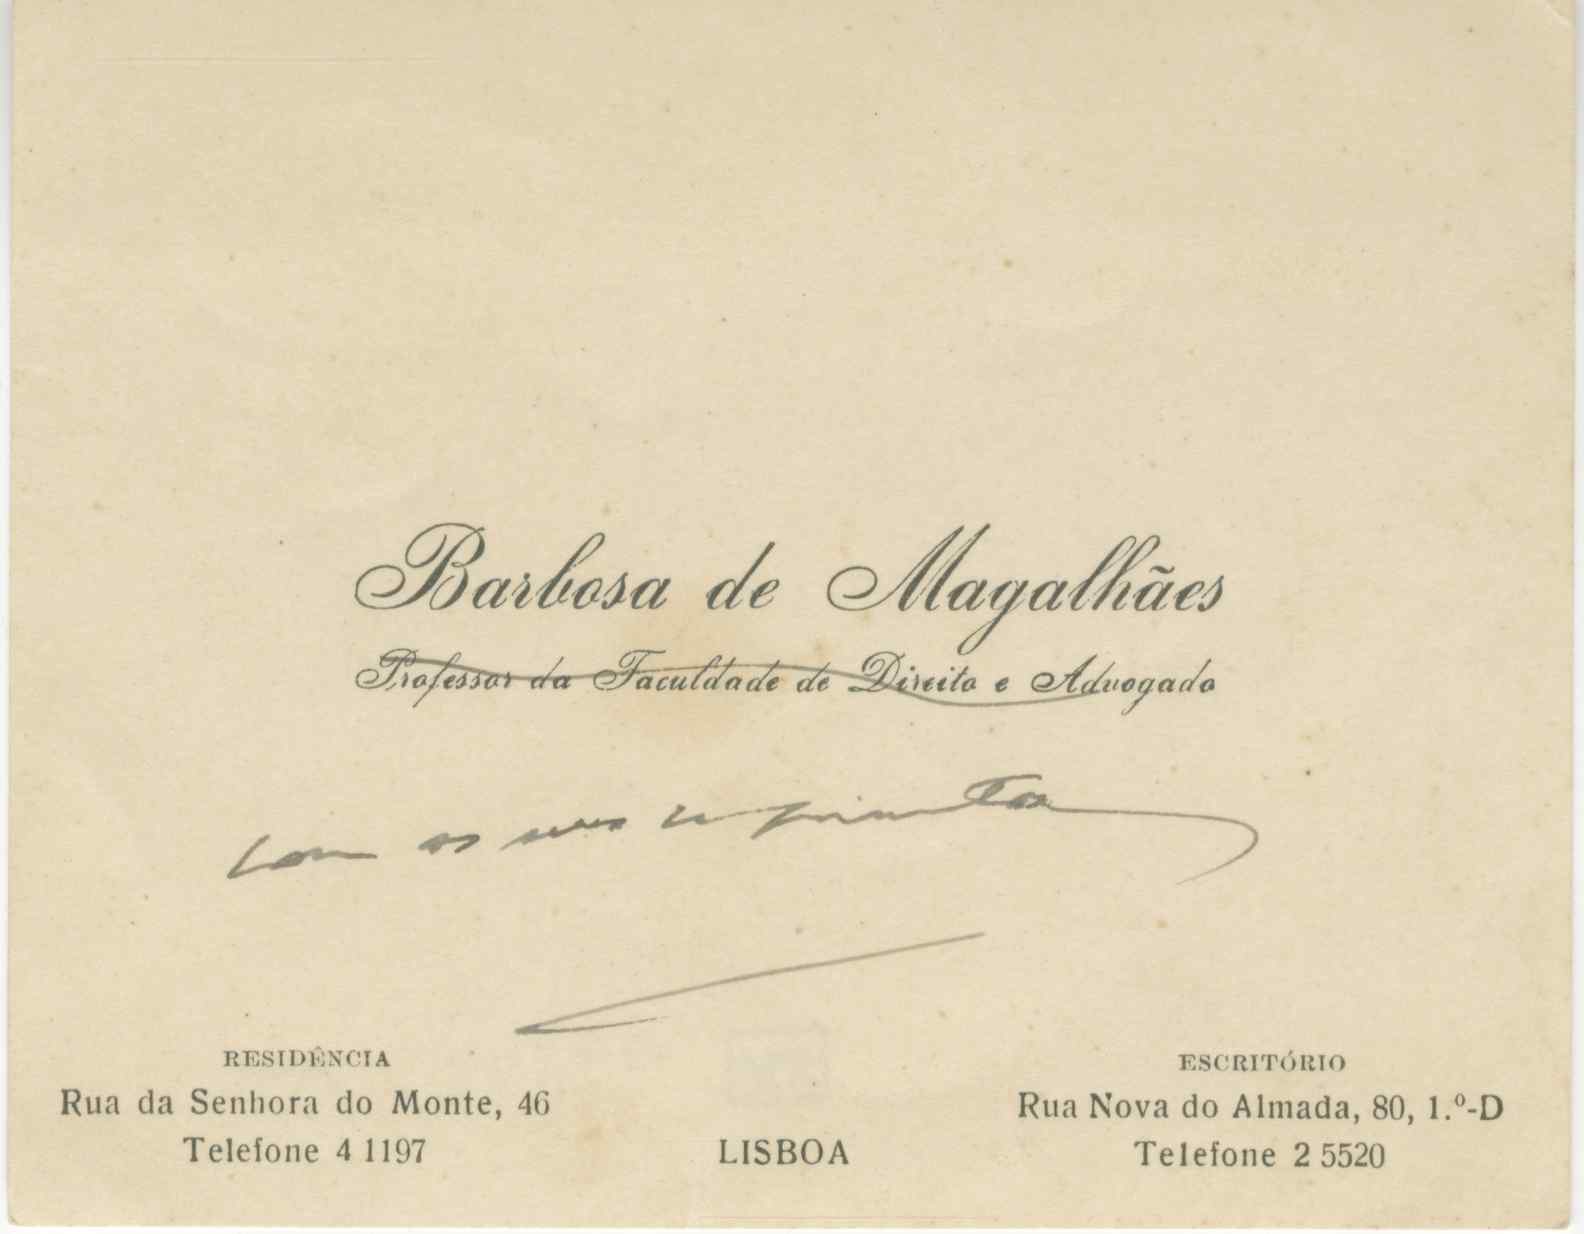 Barbosa de Magalhães
Professor da Faculdade de Direito e Advogado
com os seus cumprimentos
RESIDÊNCIA
Rua da Senhora do Monte, 46
Telefone 4 1197
LISBOA
ESCRITÓRIO
Rua Nova do Almada, 80, 1.º-D
Telefone 2 5520